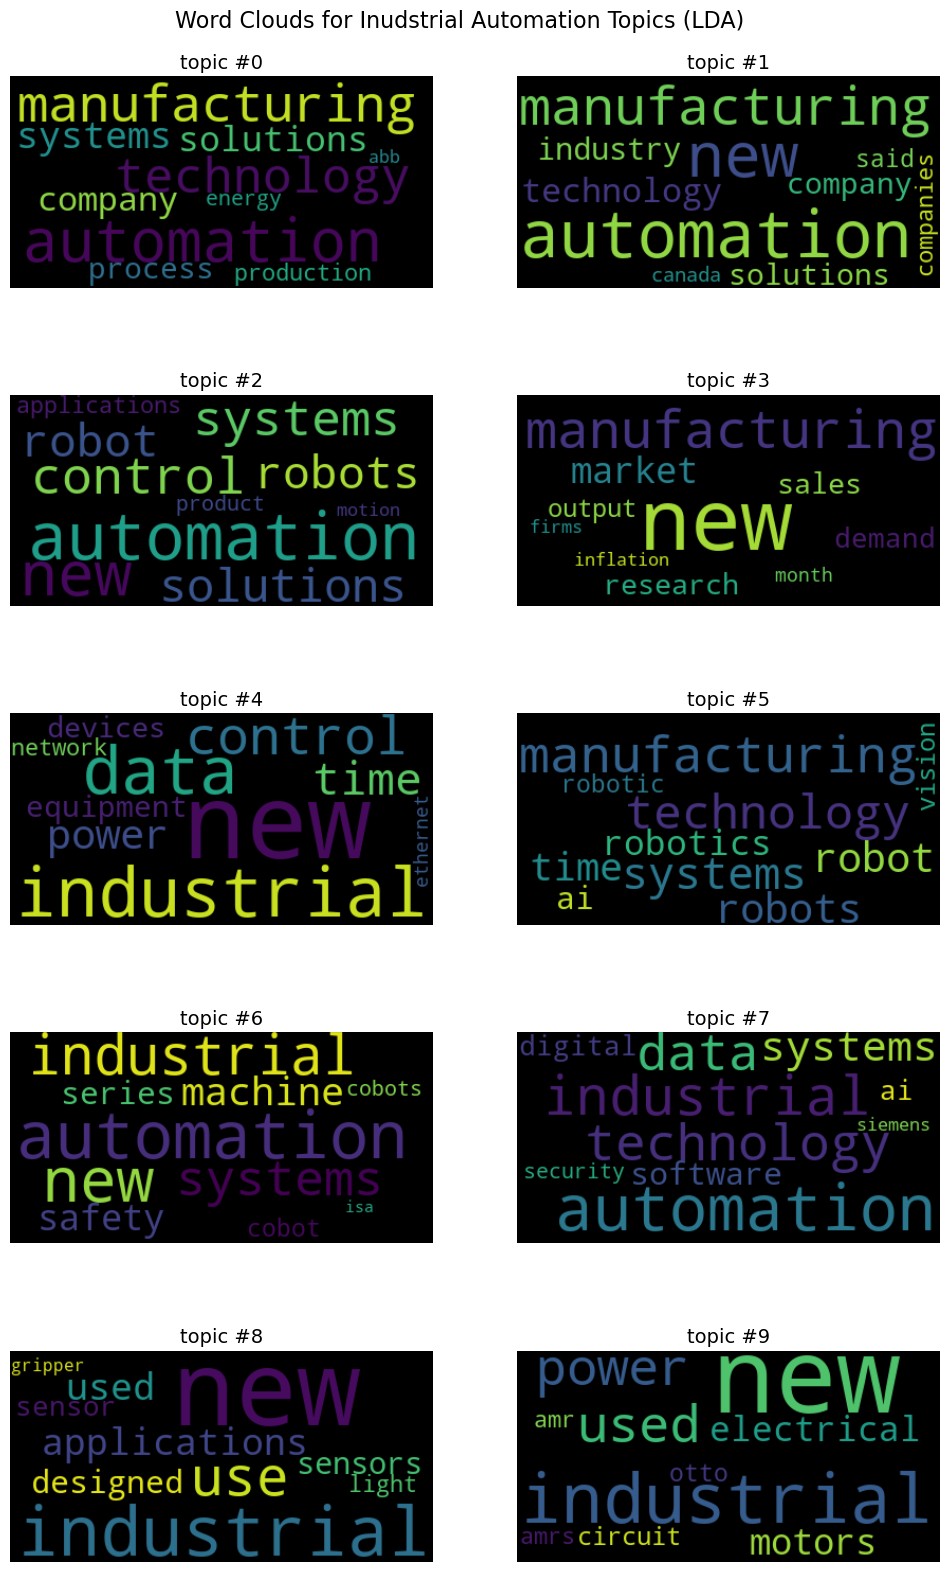 Word Clouds for Inudstrial Automation Topics (LDA)
topic #0
manufacturing
systems solutions
abb
technology
company energy
automation
process production
topic #1
manufacturing
industry new said
technology company
companies
automation
canada solutions
topic #2
applications systems
robot
control robots
product motion
automation
new solutions
topic #3
manufacturing
market sales
output new
firms demand
inflation month
research
topic #4
devices control
network data time
equipment new
power ethernet
industrial
topic #5
manufacturing vision
robotic
technology
robotics robot
time systems
ai robots
topic #6
industrial
series machine cobots
automation
new systems
safety isa
cobot
topic #7
digital data systems
industrial ai
technology siemens
security software
automation
topic #8
gripper new
used
sensor
applications
designed use sensors
light
industrial
topic #9
power new
amr used electrical
otto
industrial
amrs circuit motors